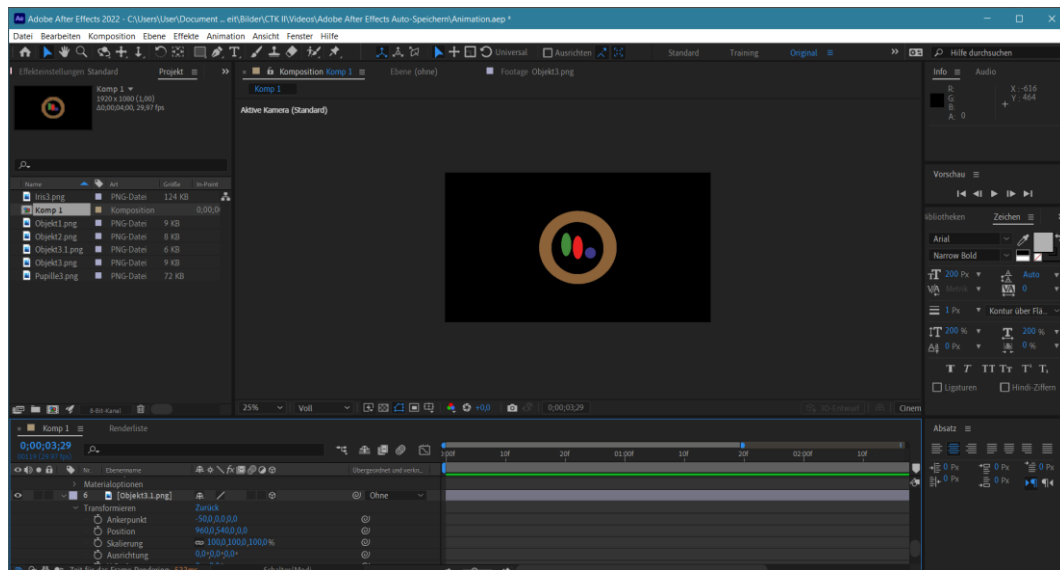 Adobe After Effects 2022 - C:\Users\User\Document ... eit\Bilder\CTK II\Videos\Adobe After Effects Auto-Speichern\Animation.aep *
Datei Bearbeiten Komposition Ebene Effekte Animation Ansicht Fenster Hilfe
Universal Ausrichten Standard Training Original Hilfe durchsuchen
Effekteinstellungen Standard Projekt Komposition Komp 1 Ebene (ohne) Footage Objekt3.png Info Audio
Komp 1
1920 x 1080 (1,00)
Δ0;00;04;00, 29,97 fps
Komp 1
Aktive Kamera (Standard)
R:
G:
B:
A: 0
X: -616
Y: 464
Vorschau
Name Art Größe In-Point
Iris3.png PNG-Datei 124 KB
Komp 1 Komposition
Objekt1.png PNG-Datei 9 KB
Objekt2.png PNG-Datei 8 KB
Objekt3.1.png PNG-Datei 6 KB
Objekt3.png PNG-Datei 9 KB
Pupille3.png PNG-Datei 72 KB
Zeichen
Arial
Narrow Bold
200 Px Auto
Metrik 0
1 Px Kontur über Flä...
200 % 200 %
0 Px 0 %
Ligaturen Hindi-Ziffern
8-Bit-Kanal
25% Voll +0,0 0;00;03;29 3D-Entwurf Cinem
Komp 1 Renderliste
Absatz
0;00;03;29
10f 20f 01:00f 10f 20f 02:00f 10f
Nr. Ebenenname Übergeordnet und verkn...
Materialoptionen
6 [Objekt3.1.png] Ohne
Transformieren Zurück
Ankerpunkt -50,0,0,0,0,0
Position 960,0,540,0,0,0
Skalierung 100,0,100,0,100,0%
Ausrichtung 0,0°,0,0°,0,0°
0 Px 0 Px 0 Px
0 Px 0 Px